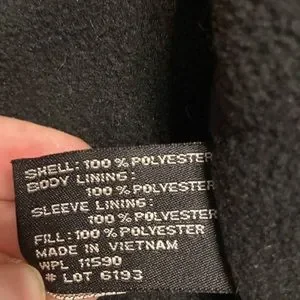 SHELL: 100 % POLYESTER
BODY LINING:
100 % POLYESTER
SLEEVE LINING:
100 % POLYESTER
FILL: 100 % POLYESTER
MADE IN VIETNAM
WPL 11590
# LOT 6193